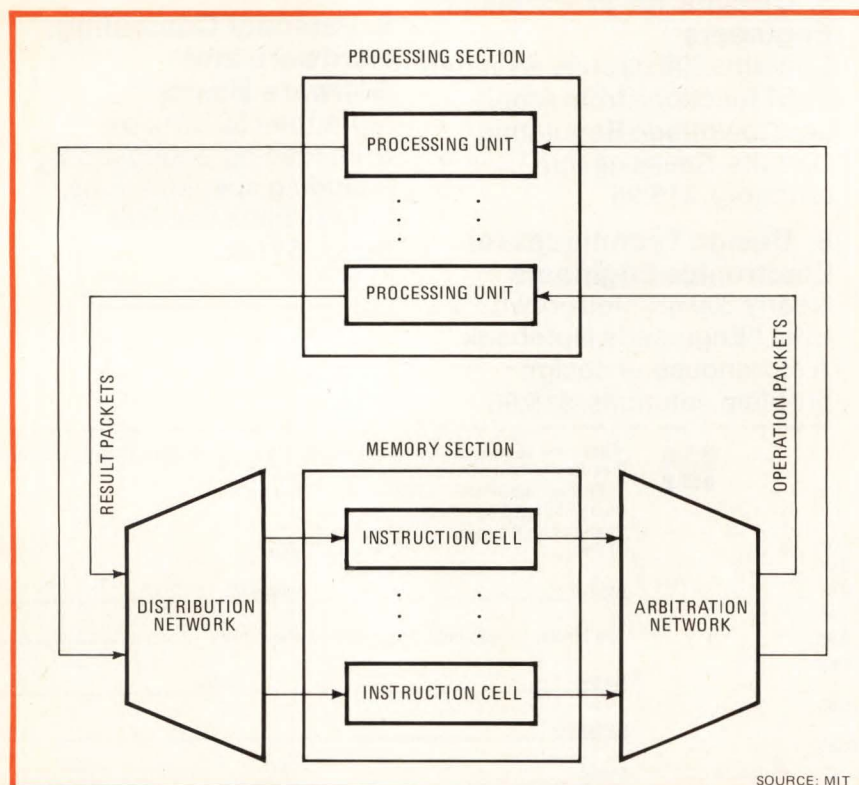 PROCESSING SECTION
PROCESSING UNIT
PROCESSING UNIT
RESULT PACKETS
OPERATION PACKETS
MEMORY SECTION
INSTRUCTION CELL
DISTRIBUTION
NETWORK
ARBITRATION
NETWORK
INSTRUCTION CELL
SOURCE: MIT